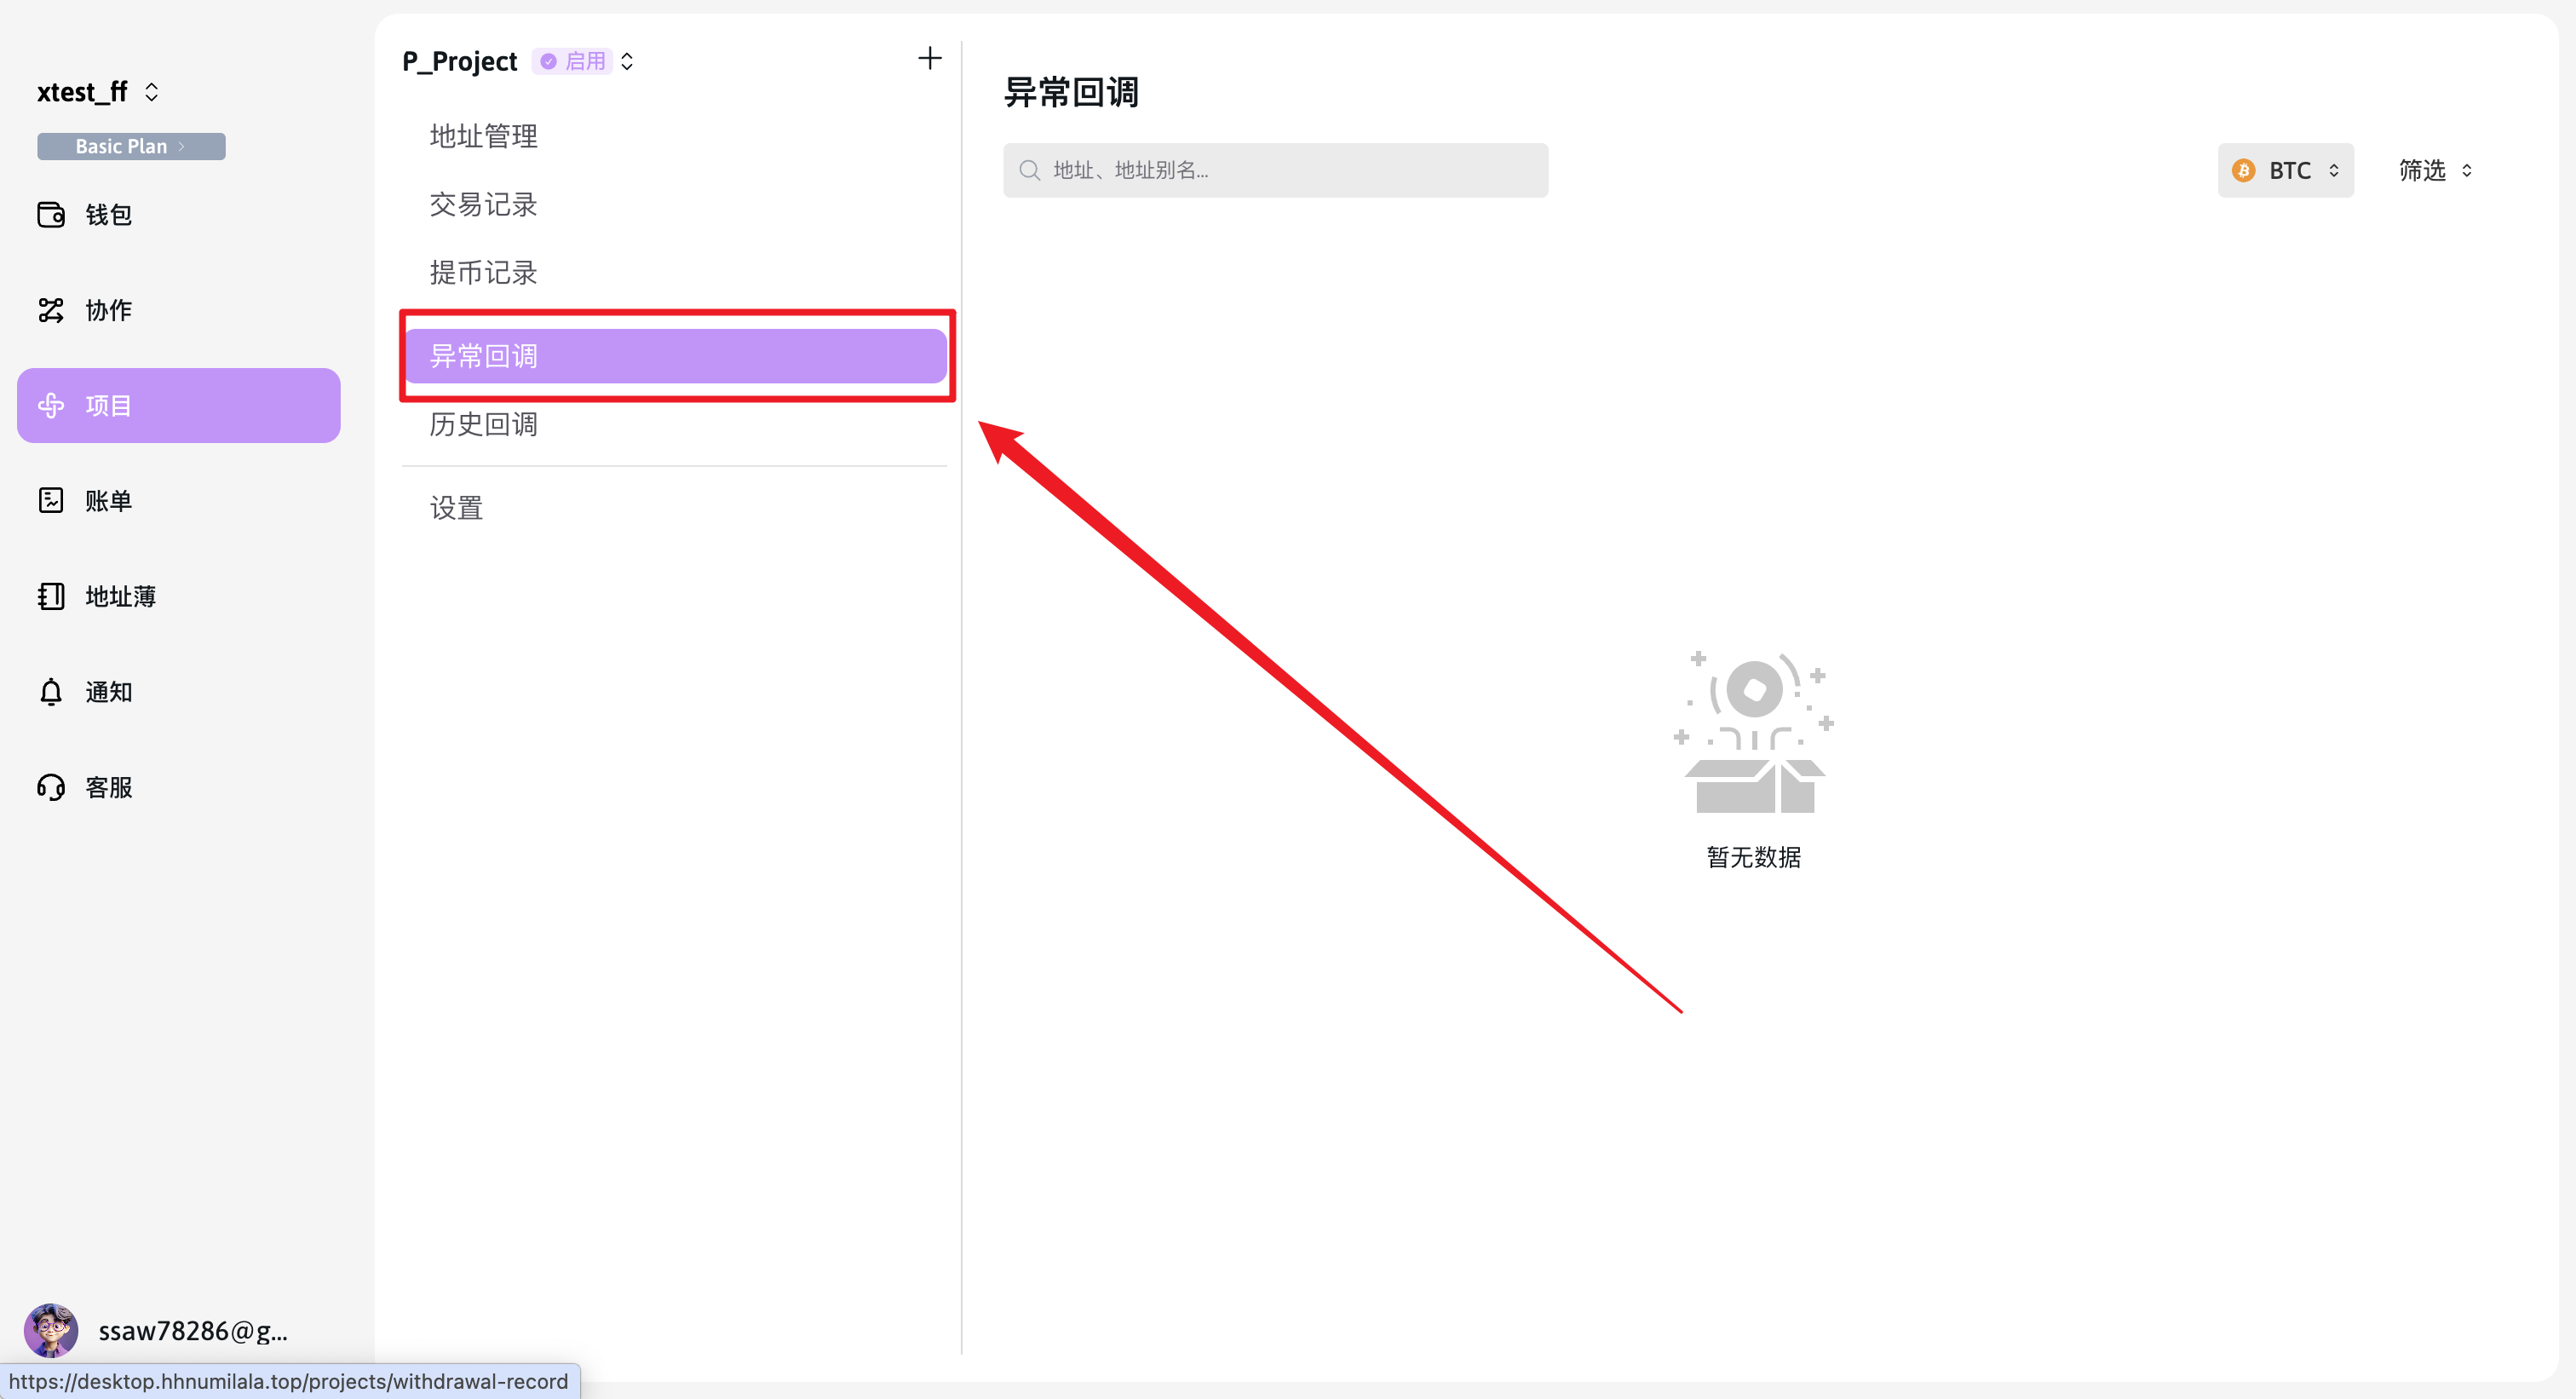 xtest_ff
Basic Plan
钱包
协作
项目
账单
地址薄
通知
客服
ssaw78286@g...
P_Project 启用
地址管理
交易记录
提币记录
异常回调
历史回调
设置
异常回调
地址、地址别名...
BTC
筛选
暂无数据
https://desktop.hhnumilala.top/projects/withdrawal-record